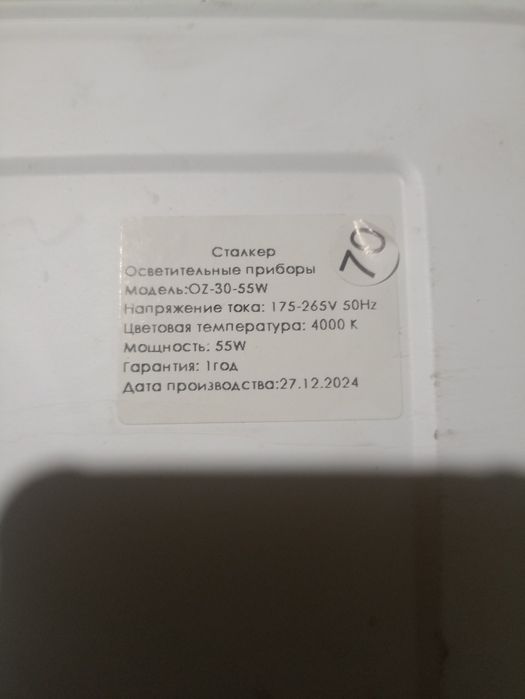 Сталкер
Осветительные приборы
Модель:OZ-30-55W
Напряжение тока: 175-265V 50Hz
Цветовая температура: 4000 К
Мощность: 55W
Гарантия: 1год
Дата производства:27.12.2024
70